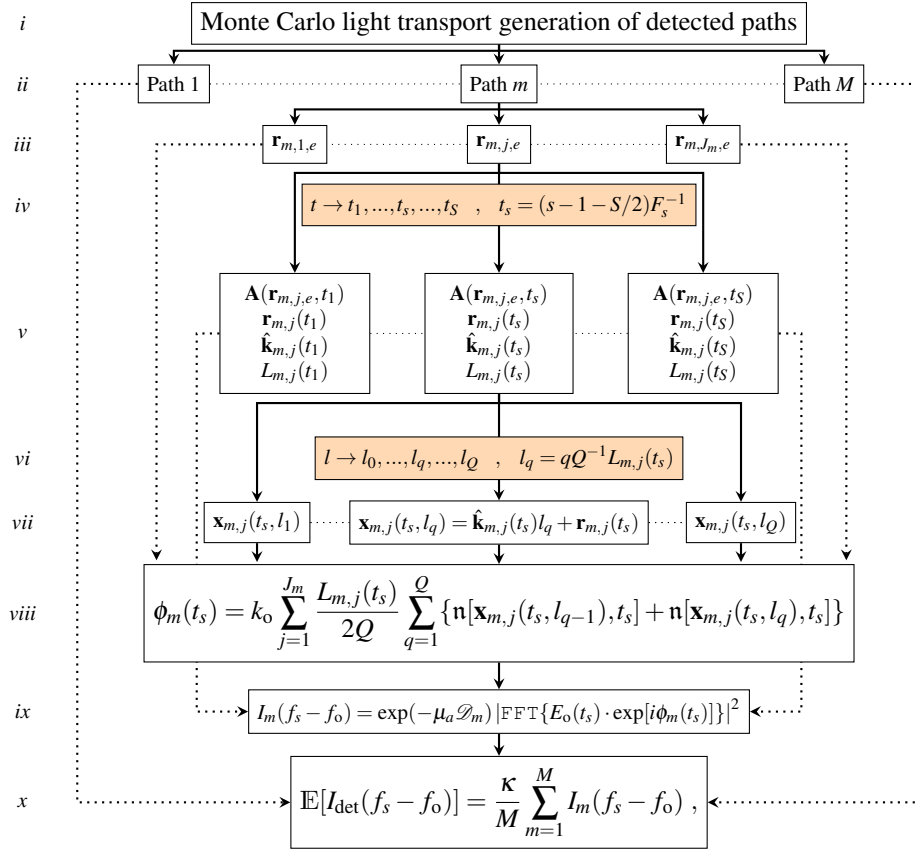 i Monte Carlo light transport generation of detected paths
ii Path 1 Path m Path M
iii r_{m,1,e} r_{m,j,e} r_{m,J_m,e}
iv t → t_1,...,t_s,...,t_S , t_s = (s − 1 − S/2)F_s^{−1}
A(r_{m,j,e},t_1) A(r_{m,j,e},t_s) A(r_{m,j,e},t_S)
r_{m,j}(t_1) r_{m,j}(t_s) r_{m,j}(t_S)
v k̂_{m,j}(t_1) k̂_{m,j}(t_s) k̂_{m,j}(t_S)
L_{m,j}(t_1) L_{m,j}(t_s) L_{m,j}(t_S)
vi l → l_0,...,l_q,...,l_Q , l_q = qQ^{−1}L_{m,j}(t_s)
vii x_{m,j}(t_s,l_1) x_{m,j}(t_s,l_q) = k̂_{m,j}(t_s)l_q + r_{m,j}(t_s) x_{m,j}(t_s,l_Q)
viii ϕ_m(t_s) = k_o ∑_{j=1}^{J_m} \frac{L_{m,j}(t_s)}{2Q} ∑_{q=1}^{Q} {𝔫[x_{m,j}(t_s,l_{q−1}),t_s] + 𝔫[x_{m,j}(t_s,l_q),t_s]}
ix I_m(f_s − f_o) = exp(−μ_a 𝒟_m) |FFT{E_o(t_s) · exp[iϕ_m(t_s)]}|^2
x 𝔼[I_{det}(f_s − f_o)] = \frac{κ}{M} ∑_{m=1}^{M} I_m(f_s − f_o) ,